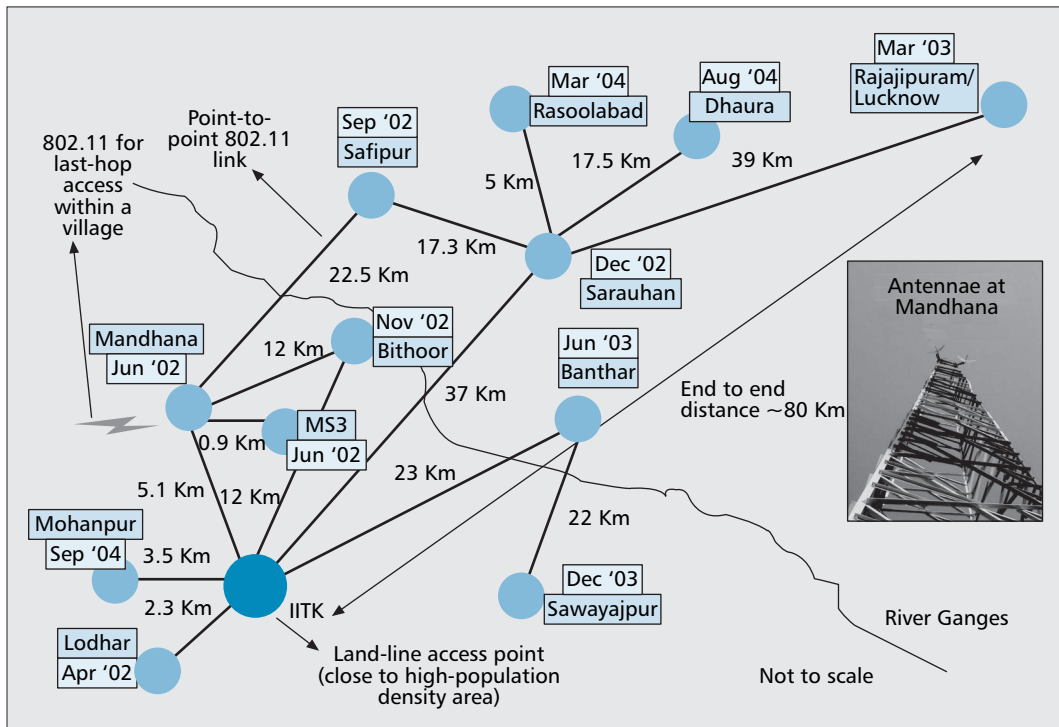 Mar ‘03
Rajajipuram/
Lucknow
Mar ‘04
Rasoolabad
Aug ‘04
Dhaura
Sep ‘02
Safipur
Point-to-
point 802.11
link
802.11 for
last-hop
access
within a
village
5 Km
17.5 Km
39 Km
17.3 Km
22.5 Km
Dec ‘02
Sarauhan
Antennae at
Mandhana
Mandhana
Jun ‘02
12 Km
Nov ‘02
Bithoor
Jun ‘03
Banthar
37 Km
End to end
distance ~80 Km
MS3
Jun ‘02
0.9 Km
5.1 Km
12 Km
23 Km
22 Km
Mohanpur
Sep ‘04
3.5 Km
2.3 Km
IITK
Dec ‘03
Sawayajpur
River Ganges
Lodhar
Apr ‘02
Land-line access point
(close to high-population
density area)
Not to scale